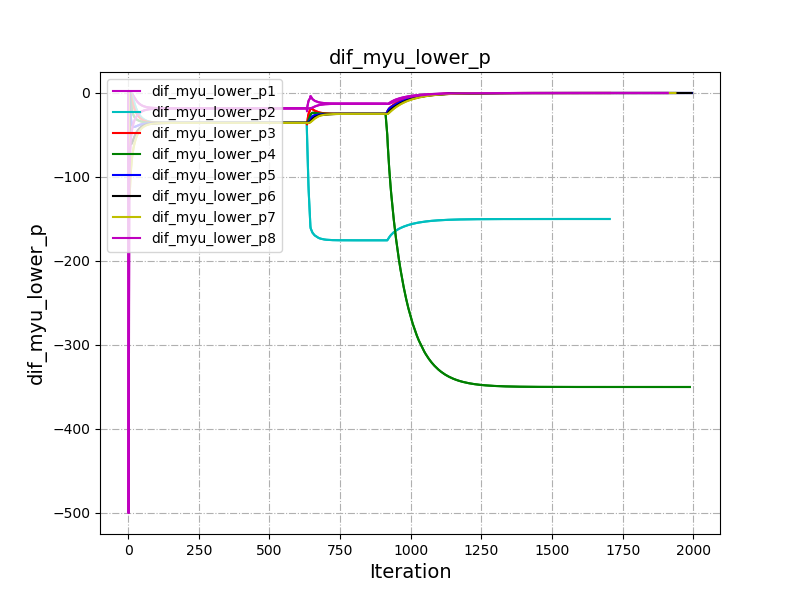 dif_myu_lower_p
dif_myu_lower_p
0
−100
−200
−300
−400
−500
dif_myu_lower_p1
dif_myu_lower_p2
dif_myu_lower_p3
dif_myu_lower_p4
dif_myu_lower_p5
dif_myu_lower_p6
dif_myu_lower_p7
dif_myu_lower_p8
0 250 500 750 1000 1250 1500 1750 2000
Iteration